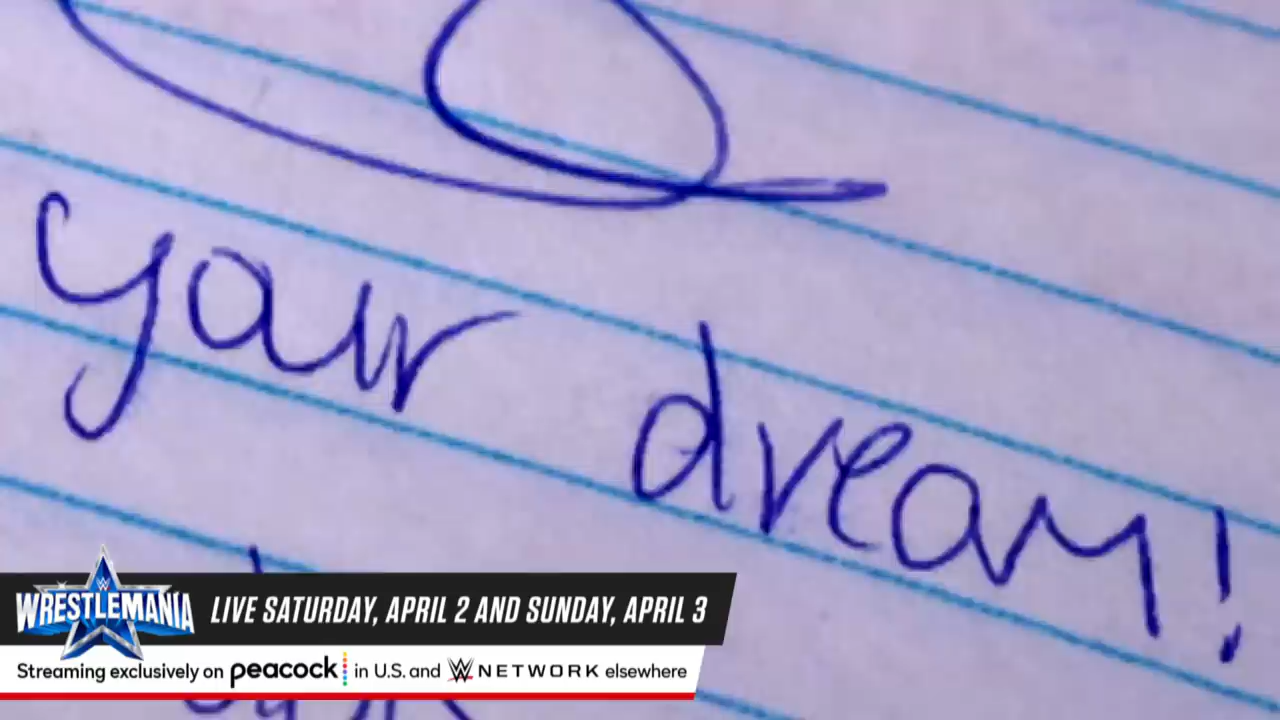 your dream!
WRESTLEMANIA
LIVE SATURDAY, APRIL 2 AND SUNDAY, APRIL 3
Streaming exclusively on peacock in U.S. and WWE NETWORK elsewhere